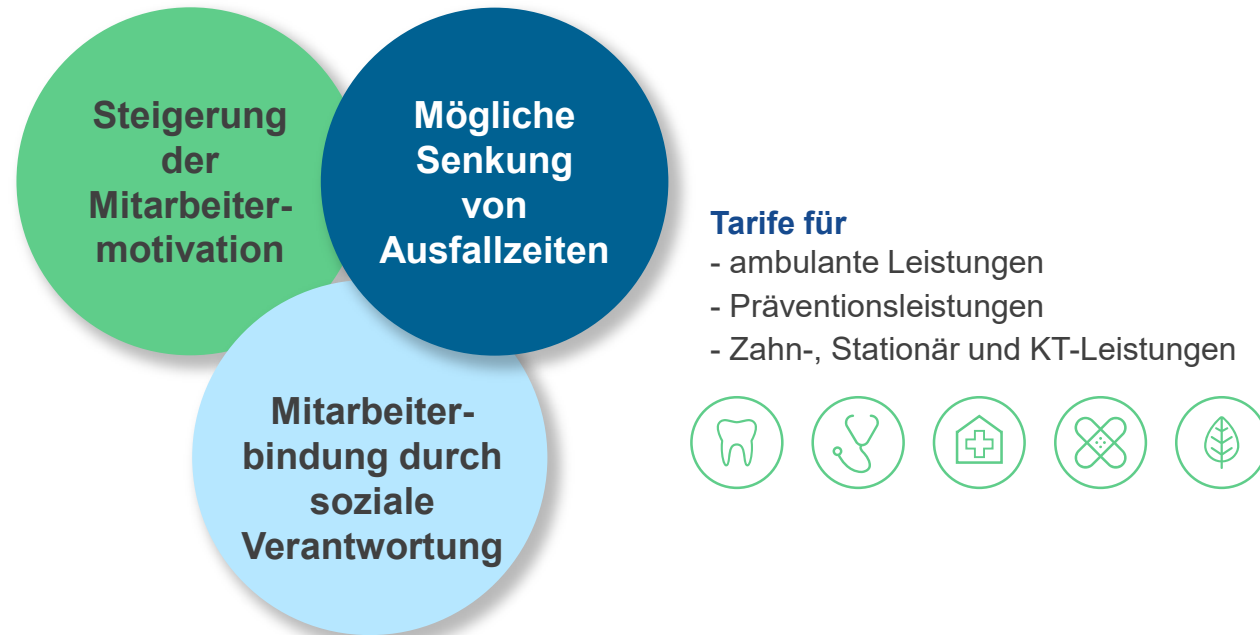 Steigerung
der
Mitarbeiter-
motivation
Mögliche
Senkung
von
Ausfallzeiten
Mitarbeiter-
bindung durch
soziale
Verantwortung
Tarife für
- ambulante Leistungen
- Präventionsleistungen
- Zahn-, Stationär und KT-Leistungen